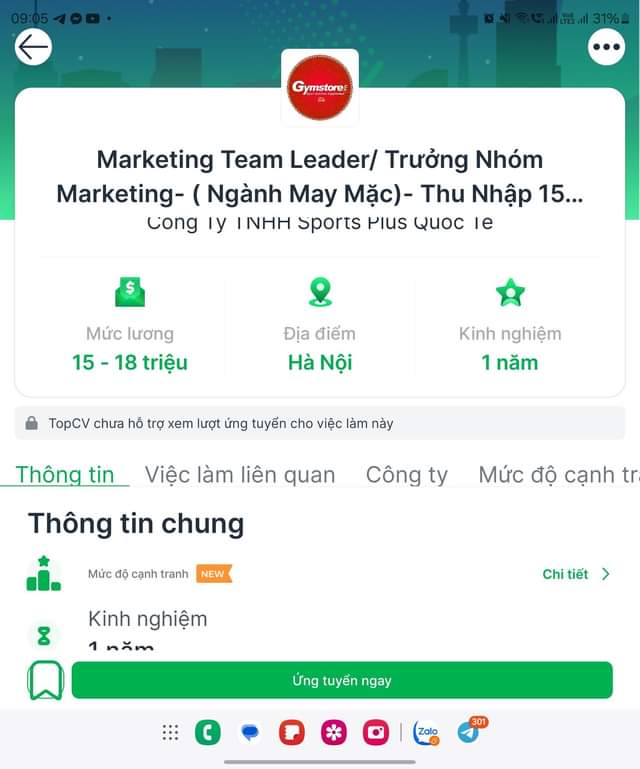 09:05
31%
Gymstore
Marketing Team Leader/ Trưởng Nhóm
Marketing- ( Ngành May Mặc)- Thu Nhập 15...
Công Ty TNHH Sports Plus Quốc Tế
Mức lương
15 - 18 triệu
Địa điểm
Hà Nội
Kinh nghiệm
1 năm
TopCV chưa hỗ trợ xem lượt ứng tuyển cho việc làm này
Thông tin Việc làm liên quan Công ty Mức độ cạnh tra
Thông tin chung
Mức độ cạnh tranh NEW Chi tiết
Kinh nghiệm
1 năm
Ứng tuyển ngay
Zalo
301